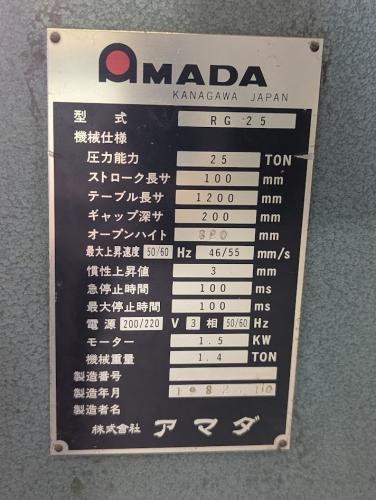 AMADA
KANAGAWA JAPAN
型式 RG 25
機械仕様
圧力能力 25 TON
ストローク長サ 100 mm
テーブル長サ 1200 mm
ギャップ深サ 200 mm
オープンハイト mm
最大上昇速度 50/60 Hz 46/55 mm/s
慣性上昇値 3 mm
急停止時間 100 ms
最大停止時間 100 ms
電源 200/220 V 3 相 50/60 Hz
モーター 1.5 KW
機械重量 1.4 TON
製造番号
製造年月 10
製造者名
株式会社 アマダ